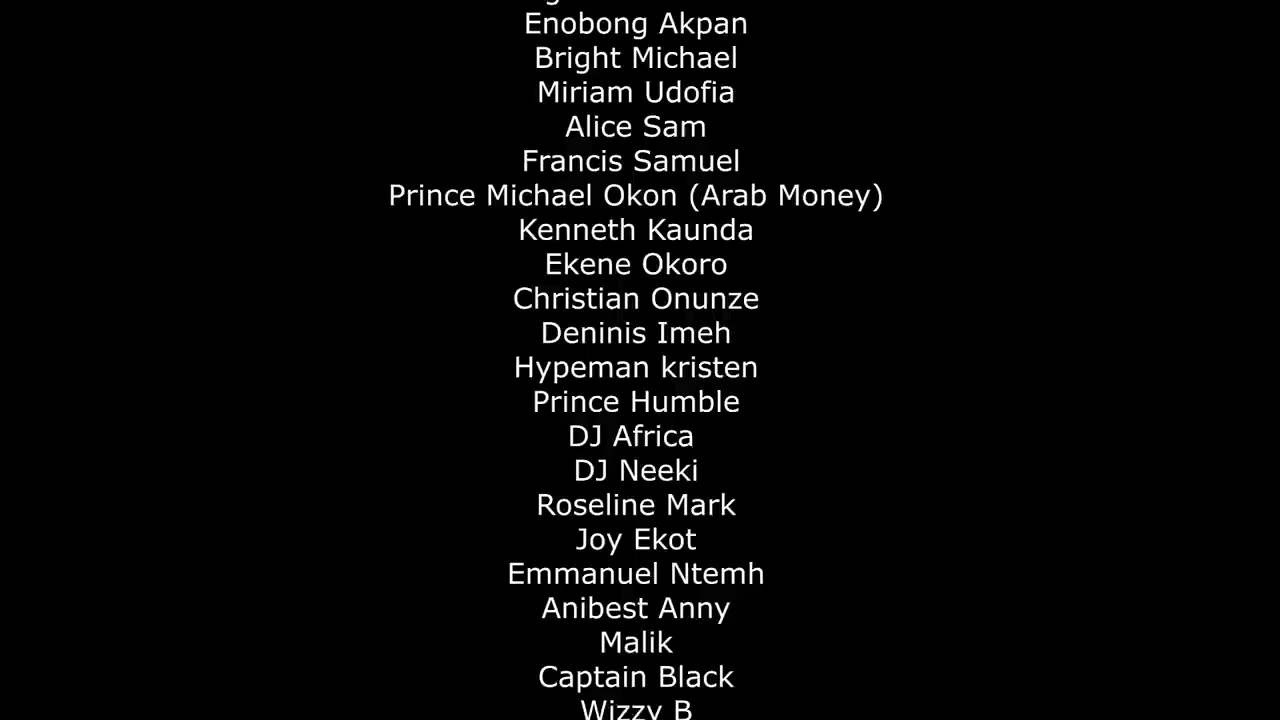 Enobong Akpan
Bright Michael
Miriam Udofia
Alice Sam
Francis Samuel
Prince Michael Okon (Arab Money)
Kenneth Kaunda
Ekene Okoro
Christian Onunze
Deninis Imeh
Hypeman kristen
Prince Humble
DJ Africa
DJ Neeki
Roseline Mark
Joy Ekot
Emmanuel Ntemh
Anibest Anny
Malik
Captain Black
Wizzy B